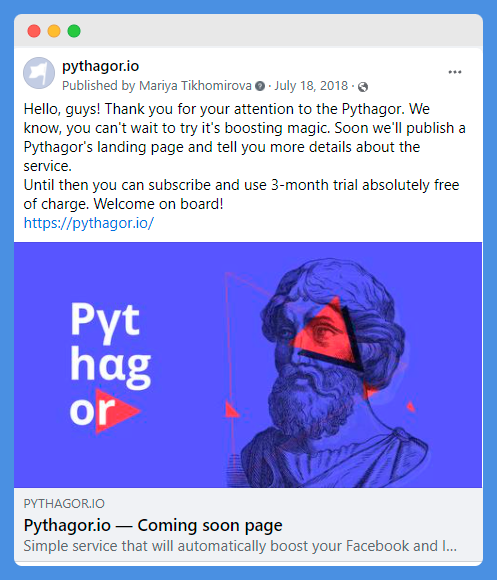 pythagor.io
Published by Mariya Tikhomirova · July 18, 2018 ·
Hello, guys! Thank you for your attention to the Pythagor. We
know, you can't wait to try it's boosting magic. Soon we'll publish a
Pythagor's landing page and tell you more details about the
service.
Until then you can subscribe and use 3-month trial absolutely free
of charge. Welcome on board!
https://pythagor.io/
Pyt
hag
or
PYTHAGOR.IO
Pythagor.io — Coming soon page
Simple service that will automatically boost your Facebook and I...